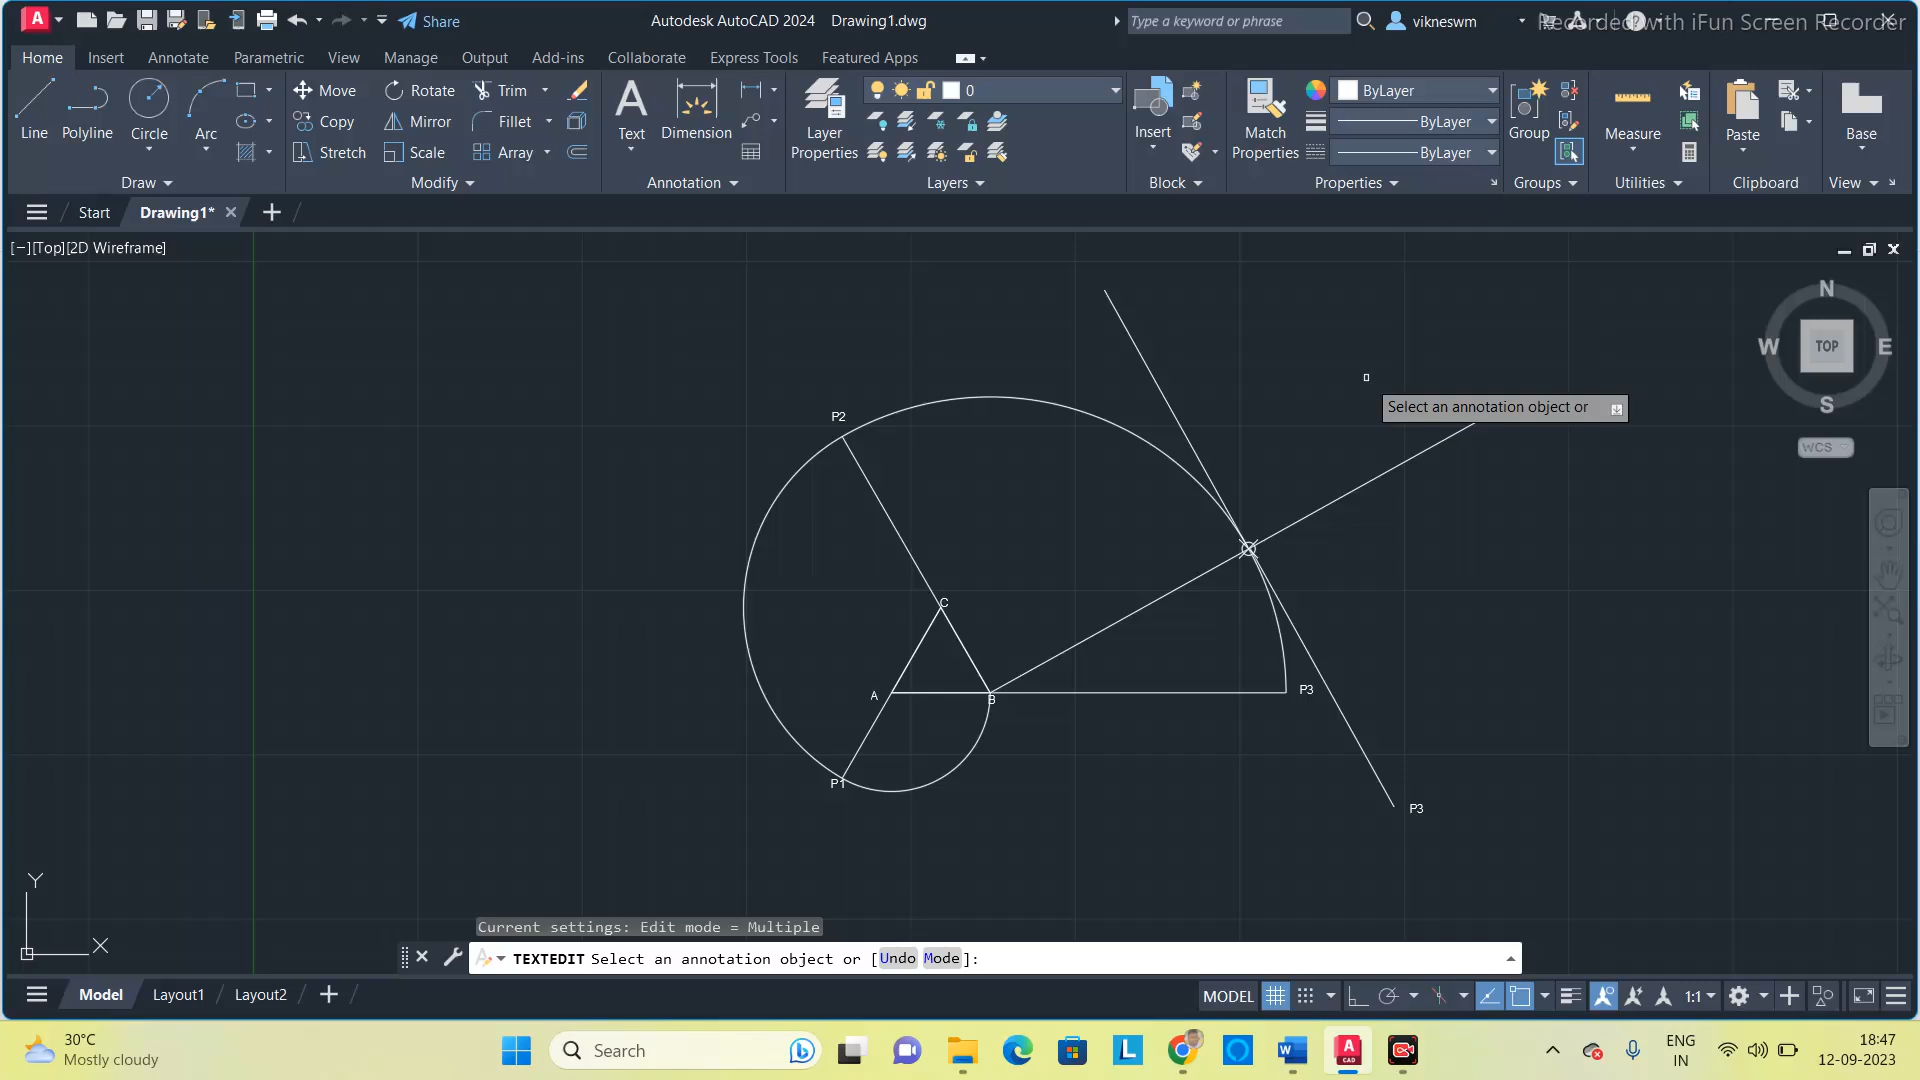 Share
Autodesk AutoCAD 2024 Drawing1.dwg
Type a keyword or phrase
vikneswm
Recorded with iFun Screen Recorder
Home Insert Annotate Parametric View Manage Output Add-ins Collaborate Express Tools Featured Apps
Line
Polyline
Circle
Arc
Draw
Move
Rotate
Trim
Copy
Mirror
Fillet
Stretch
Scale
Array
Modify
Text
Dimension
Annotation
Layer
Properties
0
Layers
Insert
Block
Match
Properties
ByLayer
ByLayer
ByLayer
Properties
Group
Groups
Measure
Utilities
Paste
Clipboard
Base
View
Start
Drawing1*
[−][Top][2D Wireframe]
N
W
TOP
E
S
WCS
Select an annotation object or
P2
C
A
B
P3
P1
P3
Y
X
Current settings: Edit mode = Multiple
TEXTEDIT Select an annotation object or [Undo Mode]:
Model Layout1 Layout2
MODEL
1:1
30°C
Mostly cloudy
Search
L
W
A
CAD
ENG
IN
18:47
12-09-2023